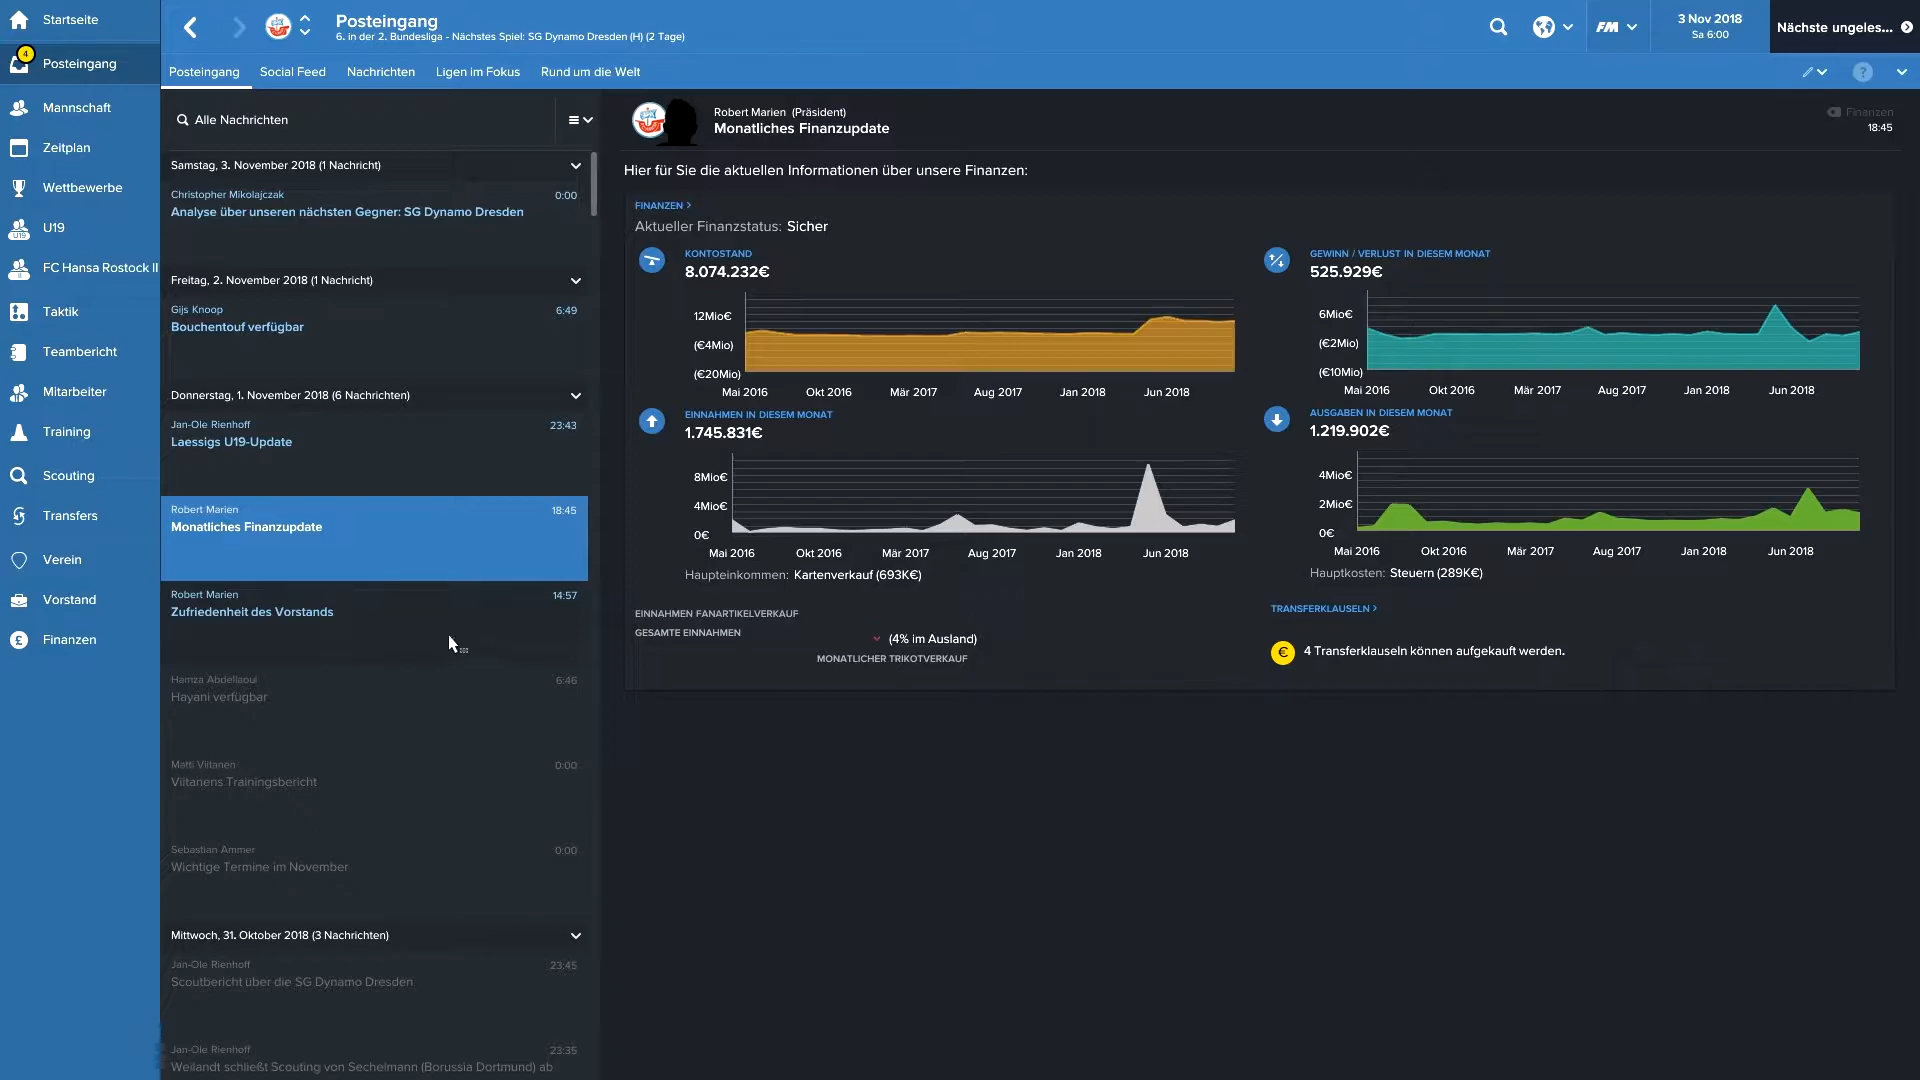 Startseite
4
Posteingang
Mannschaft
Zeitplan
Wettbewerbe
U19
U19
FC Hansa Rostock II
Taktik
Teambericht
Mitarbeiter
Training
Scouting
Transfers
Verein
Vorstand
Finanzen
Posteingang
6. in der 2. Bundesliga - Nächstes Spiel: SG Dynamo Dresden (H) (2 Tage)
FM
3 Nov 2018
Sa 6:00
Nächste ungeles...
Posteingang
Social Feed
Nachrichten
Ligen im Fokus
Rund um die Welt
?
Alle Nachrichten
Samstag, 3. November 2018 (1 Nachricht)
Christopher Mikolajczak 0:00
Analyse über unseren nächsten Gegner: SG Dynamo Dresden
Freitag, 2. November 2018 (1 Nachricht)
Gijs Knoop 6:49
Bouchentouf verfügbar
Donnerstag, 1. November 2018 (6 Nachrichten)
Jan-Ole Rienhoff 23:43
Laessigs U19-Update
Robert Marien 18:45
Monatliches Finanzupdate
Robert Marien 14:57
Zufriedenheit des Vorstands
Hamza Abdellaoui 6:46
Hayani verfügbar
Matti Viitanen 0:00
Viitanens Trainingsbericht
Sebastian Ammer 0:00
Wichtige Termine im November
Mittwoch, 31. Oktober 2018 (3 Nachrichten)
Jan-Ole Rienhoff 23:45
Scoutbericht über die SG Dynamo Dresden
Jan-Ole Rienhoff 23:35
Weilandt schließt Scouting von Sechelmann (Borussia Dortmund) ab
Robert Marien (Präsident)
Monatliches Finanzupdate
Finanzen
18:45
Hier für Sie die aktuellen Informationen über unsere Finanzen:
FINANZEN >
Aktueller Finanzstatus: Sicher
KONTOSTAND
8.074.232€
12Mio€
(€4Mio)
(€20Mio)
Mai 2016 Okt 2016 Mär 2017 Aug 2017 Jan 2018 Jun 2018
GEWINN / VERLUST IN DIESEM MONAT
525.929€
6Mio€
(€2Mio)
(€10Mio)
Mai 2016 Okt 2016 Mär 2017 Aug 2017 Jan 2018 Jun 2018
EINNAHMEN IN DIESEM MONAT
1.745.831€
8Mio€
4Mio€
0€
Mai 2016 Okt 2016 Mär 2017 Aug 2017 Jan 2018 Jun 2018
Haupteinkommen: Kartenverkauf (693K€)
AUSGABEN IN DIESEM MONAT
1.219.902€
4Mio€
2Mio€
0€
Mai 2016 Okt 2016 Mär 2017 Aug 2017 Jan 2018 Jun 2018
Hauptkosten: Steuern (289K€)
EINNAHMEN FANARTIKELVERKAUF
GESAMTE EINNAHMEN
(4% im Ausland)
MONATLICHER TRIKOTVERKAUF
TRANSFERKLAUSELN >
€ 4 Transferklauseln können aufgekauft werden.